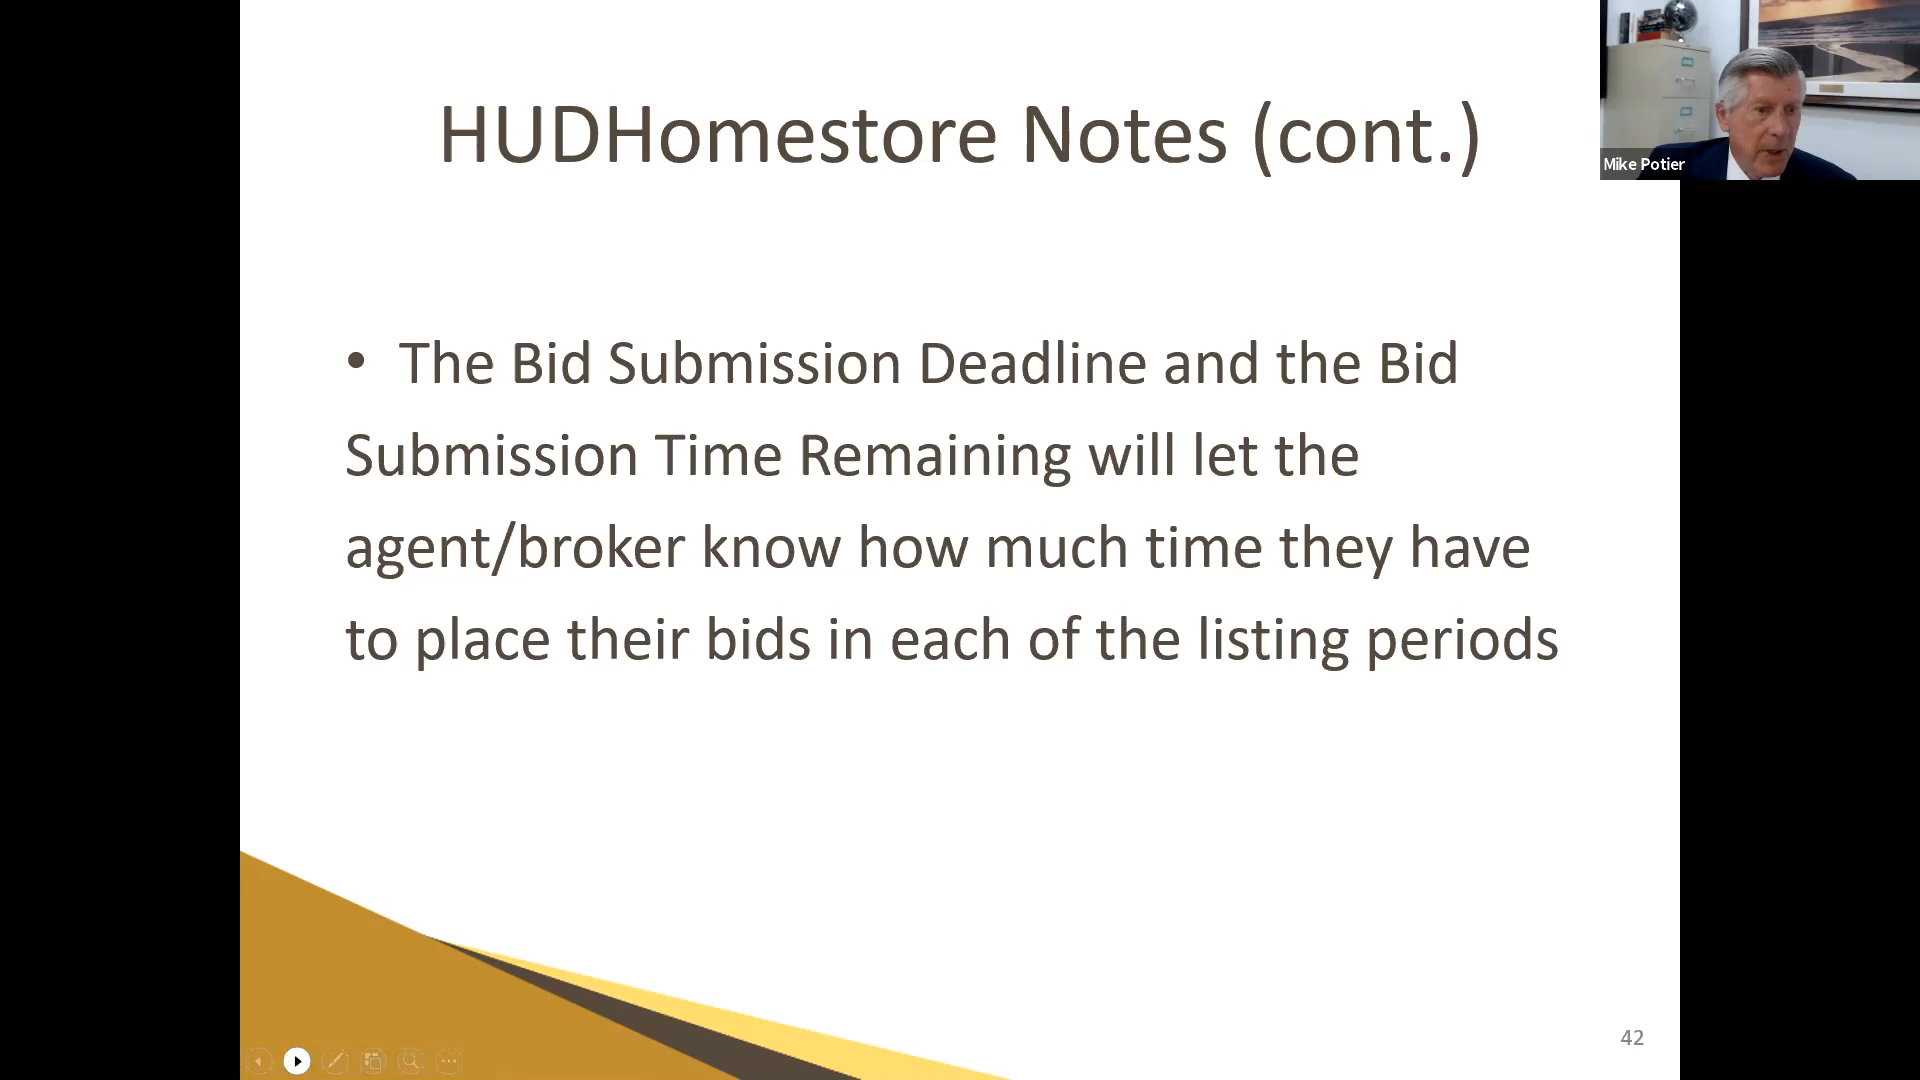 HUDHomestore Notes (cont.)
Mike Potier
• The Bid Submission Deadline and the Bid
Submission Time Remaining will let the
agent/broker know how much time they have
to place their bids in each of the listing periods
42